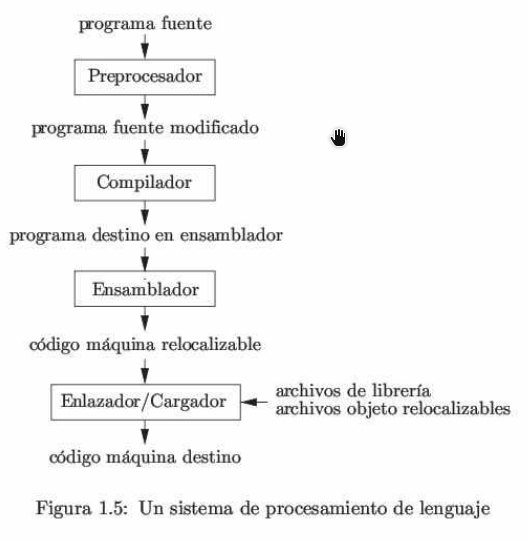 programa fuente
Preprocesador
programa fuente modificado
Compilador
programa destino en ensamblador
Ensamblador
código máquina relocalizable
Enlazador/Cargador
archivos de librería
archivos objeto relocalizables
código máquina destino
Figura 1.5: Un sistema de procesamiento de lenguaje